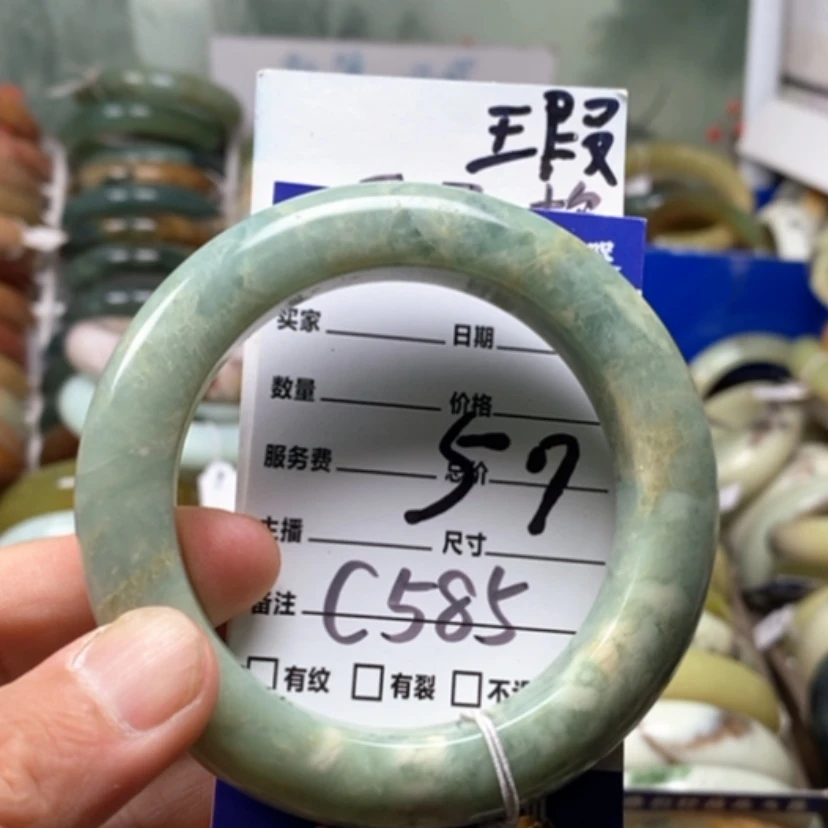 瑕
买家 日期
数量 价格
服务费 总价
57
主播 尺寸
备注 C585
有纹 有裂